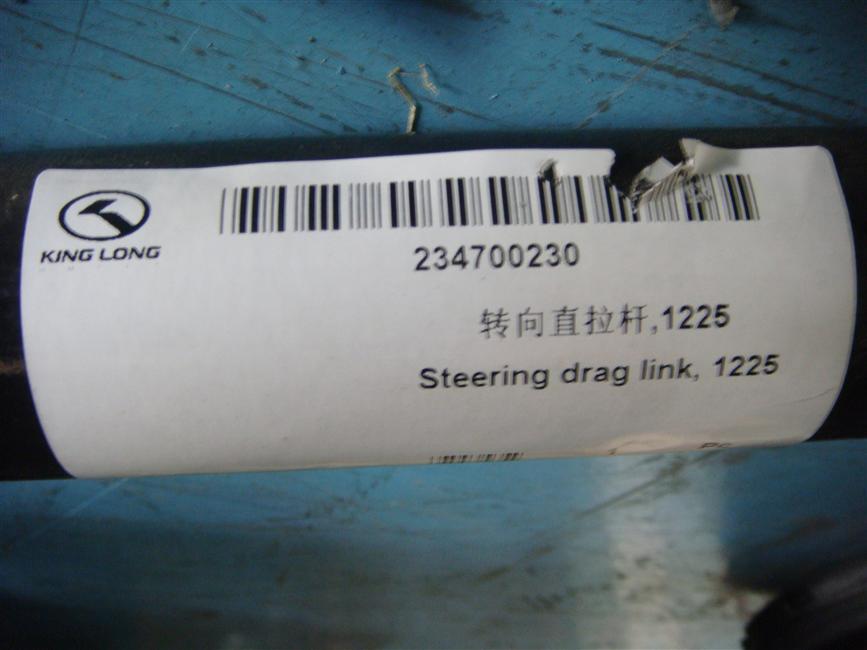 KING LONG
234700230
转向直拉杆,1225
Steering drag link, 1225